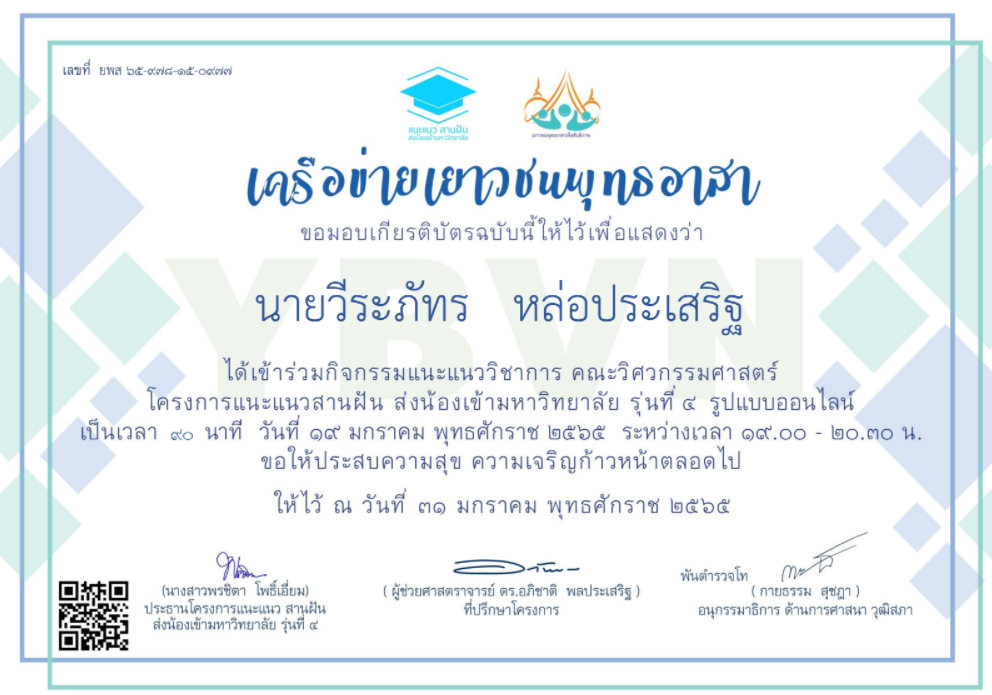 เลขที่ ยพส ๖๕-๙๗๘-๑๕-๐๙๗๗
แนะแนว สานฝัน
ส่งน้องเข้ามหาวิทยาลัย
เยาวชนพุทธอาสาเพื่อสันติภาพ
เครือข่ายเยาวชนพุทธอาสา
ขอมอบเกียรติบัตรฉบับนี้ให้ไว้เพื่อแสดงว่า
YBVN
นายวีระภัทร หล่อประเสริฐ
ได้เข้าร่วมกิจกรรมแนะแนววิชาการ คณะวิศวกรรมศาสตร์
โครงการแนะแนวสานฝัน ส่งน้องเข้ามหาวิทยาลัย รุ่นที่ ๔ รูปแบบออนไลน์
เป็นเวลา ๙๐ นาที วันที่ ๑๙ มกราคม พุทธศักราช ๒๕๖๕ ระหว่างเวลา ๑๙.๐๐ - ๒๐.๓๐ น.
ขอให้ประสบความสุข ความเจริญก้าวหน้าตลอดไป
ให้ไว้ ณ วันที่ ๓๑ มกราคม พุทธศักราช ๒๕๖๕
(นางสาวพรชิตา โพธิ์เอี่ยม)
ประธานโครงการแนะแนว สานฝัน
ส่งน้องเข้ามหาวิทยาลัย รุ่นที่ ๔
( ผู้ช่วยศาสตราจารย์ ดร.อภิชาติ พลประเสริฐ )
ที่ปรึกษาโครงการ
พันตำรวจโท
( กายธรรม สุชฎา )
อนุกรรมาธิการ ด้านการศาสนา วุฒิสภา